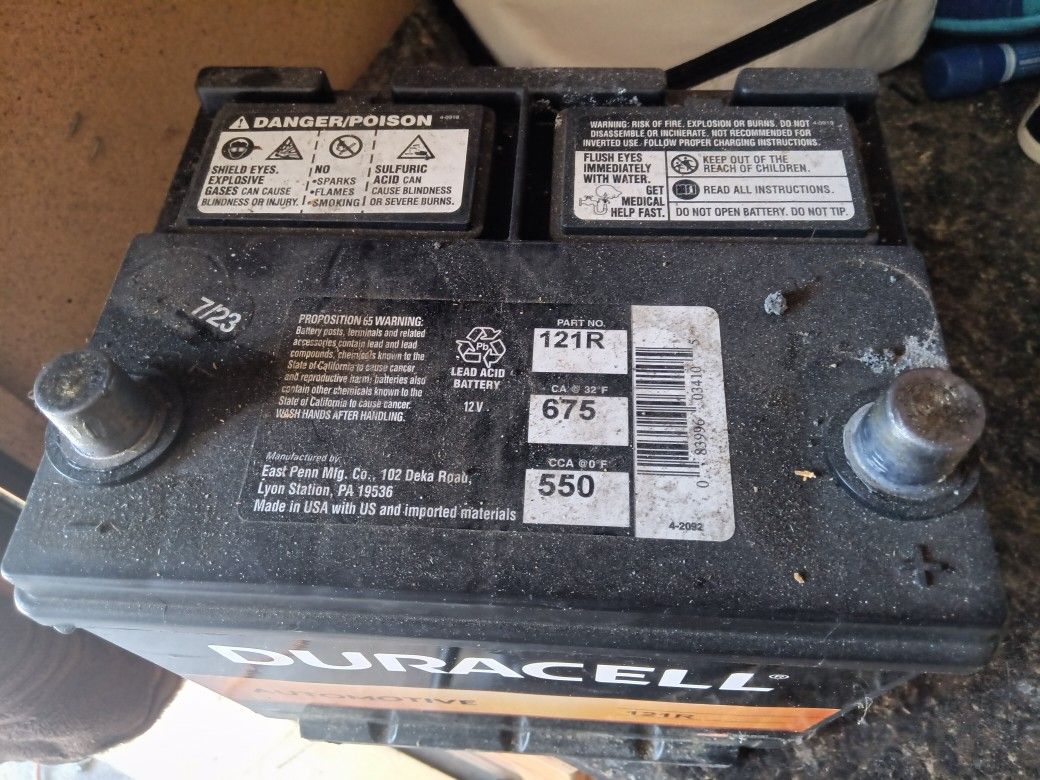 DANGER/POISON
4-0919
SHIELD EYES.
EXPLOSIVE
GASES CAN CAUSE
BLINDNESS OR INJURY.
NO
•SPARKS
•FLAMES
•SMOKING
SULFURIC
ACID CAN
CAUSE BLINDNESS
OR SEVERE BURNS.
WARNING: RISK OF FIRE, EXPLOSION OR BURNS. DO NOT 4-0919
DISASSEMBLE OR INCINERATE. NOT RECOMMENDED FOR
INVERTED USE. FOLLOW PROPER CHARGING INSTRUCTIONS.
FLUSH EYES
IMMEDIATELY
WITH WATER.
GET
MEDICAL
HELP FAST.
KEEP OUT OF THE
REACH OF CHILDREN.
READ ALL INSTRUCTIONS.
DO NOT OPEN BATTERY. DO NOT TIP.
7/23
PROPOSITION 65 WARNING:
Battery posts, terminals and related
accessories contain lead and lead
compounds, chemicals known to the
State of California to cause cancer
and reproductive harm. batteries also
contain other chemicals known to the
State of California to cause cancer.
WASH HANDS AFTER HANDLING.
Pb
LEAD ACID
BATTERY
12V
PART NO.
121R
CA @ 32°F
675
CCA @0°F
550
0 83996 03410 5
4-2092
Manufactured by:
East Penn Mfg. Co., 102 Deka Road,
Lyon Station, PA 19536
Made in USA with US and imported materials
- +
DURACELL®
AUTOMOTIVE
121R